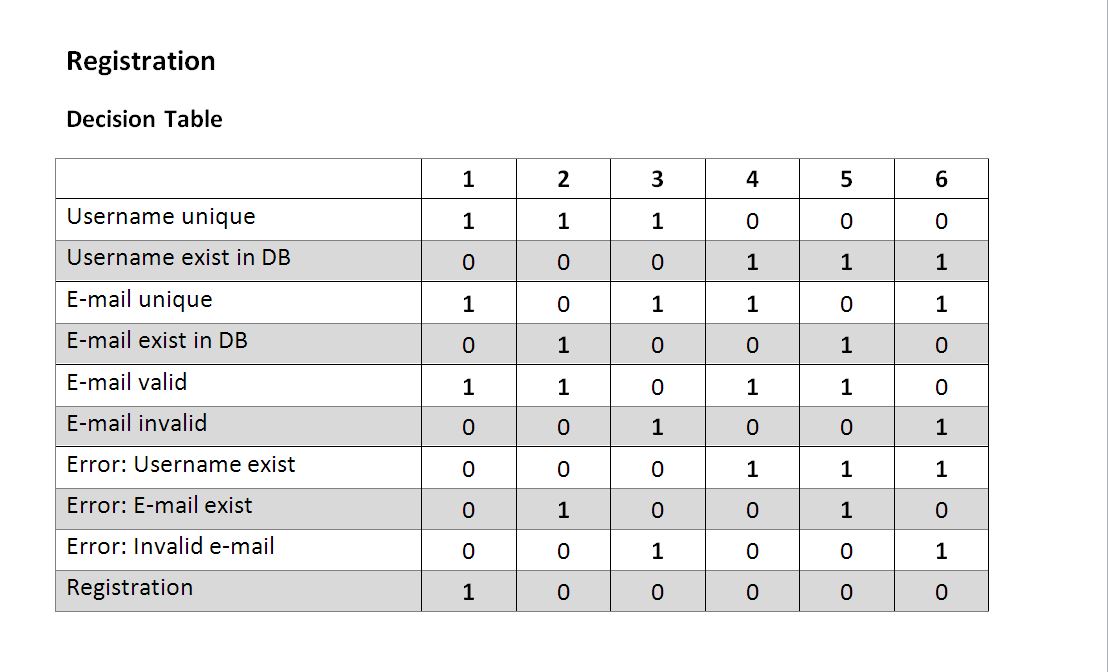 Registration
Decision Table
1 2 3 4 5 6
Username unique 1 1 1 0 0 0
Username exist in DB 0 0 0 1 1 1
E-mail unique 1 0 1 1 0 1
E-mail exist in DB 0 1 0 0 1 0
E-mail valid 1 1 0 1 1 0
E-mail invalid 0 0 1 0 0 1
Error: Username exist 0 0 0 1 1 1
Error: E-mail exist 0 1 0 0 1 0
Error: Invalid e-mail 0 0 1 0 0 1
Registration 1 0 0 0 0 0